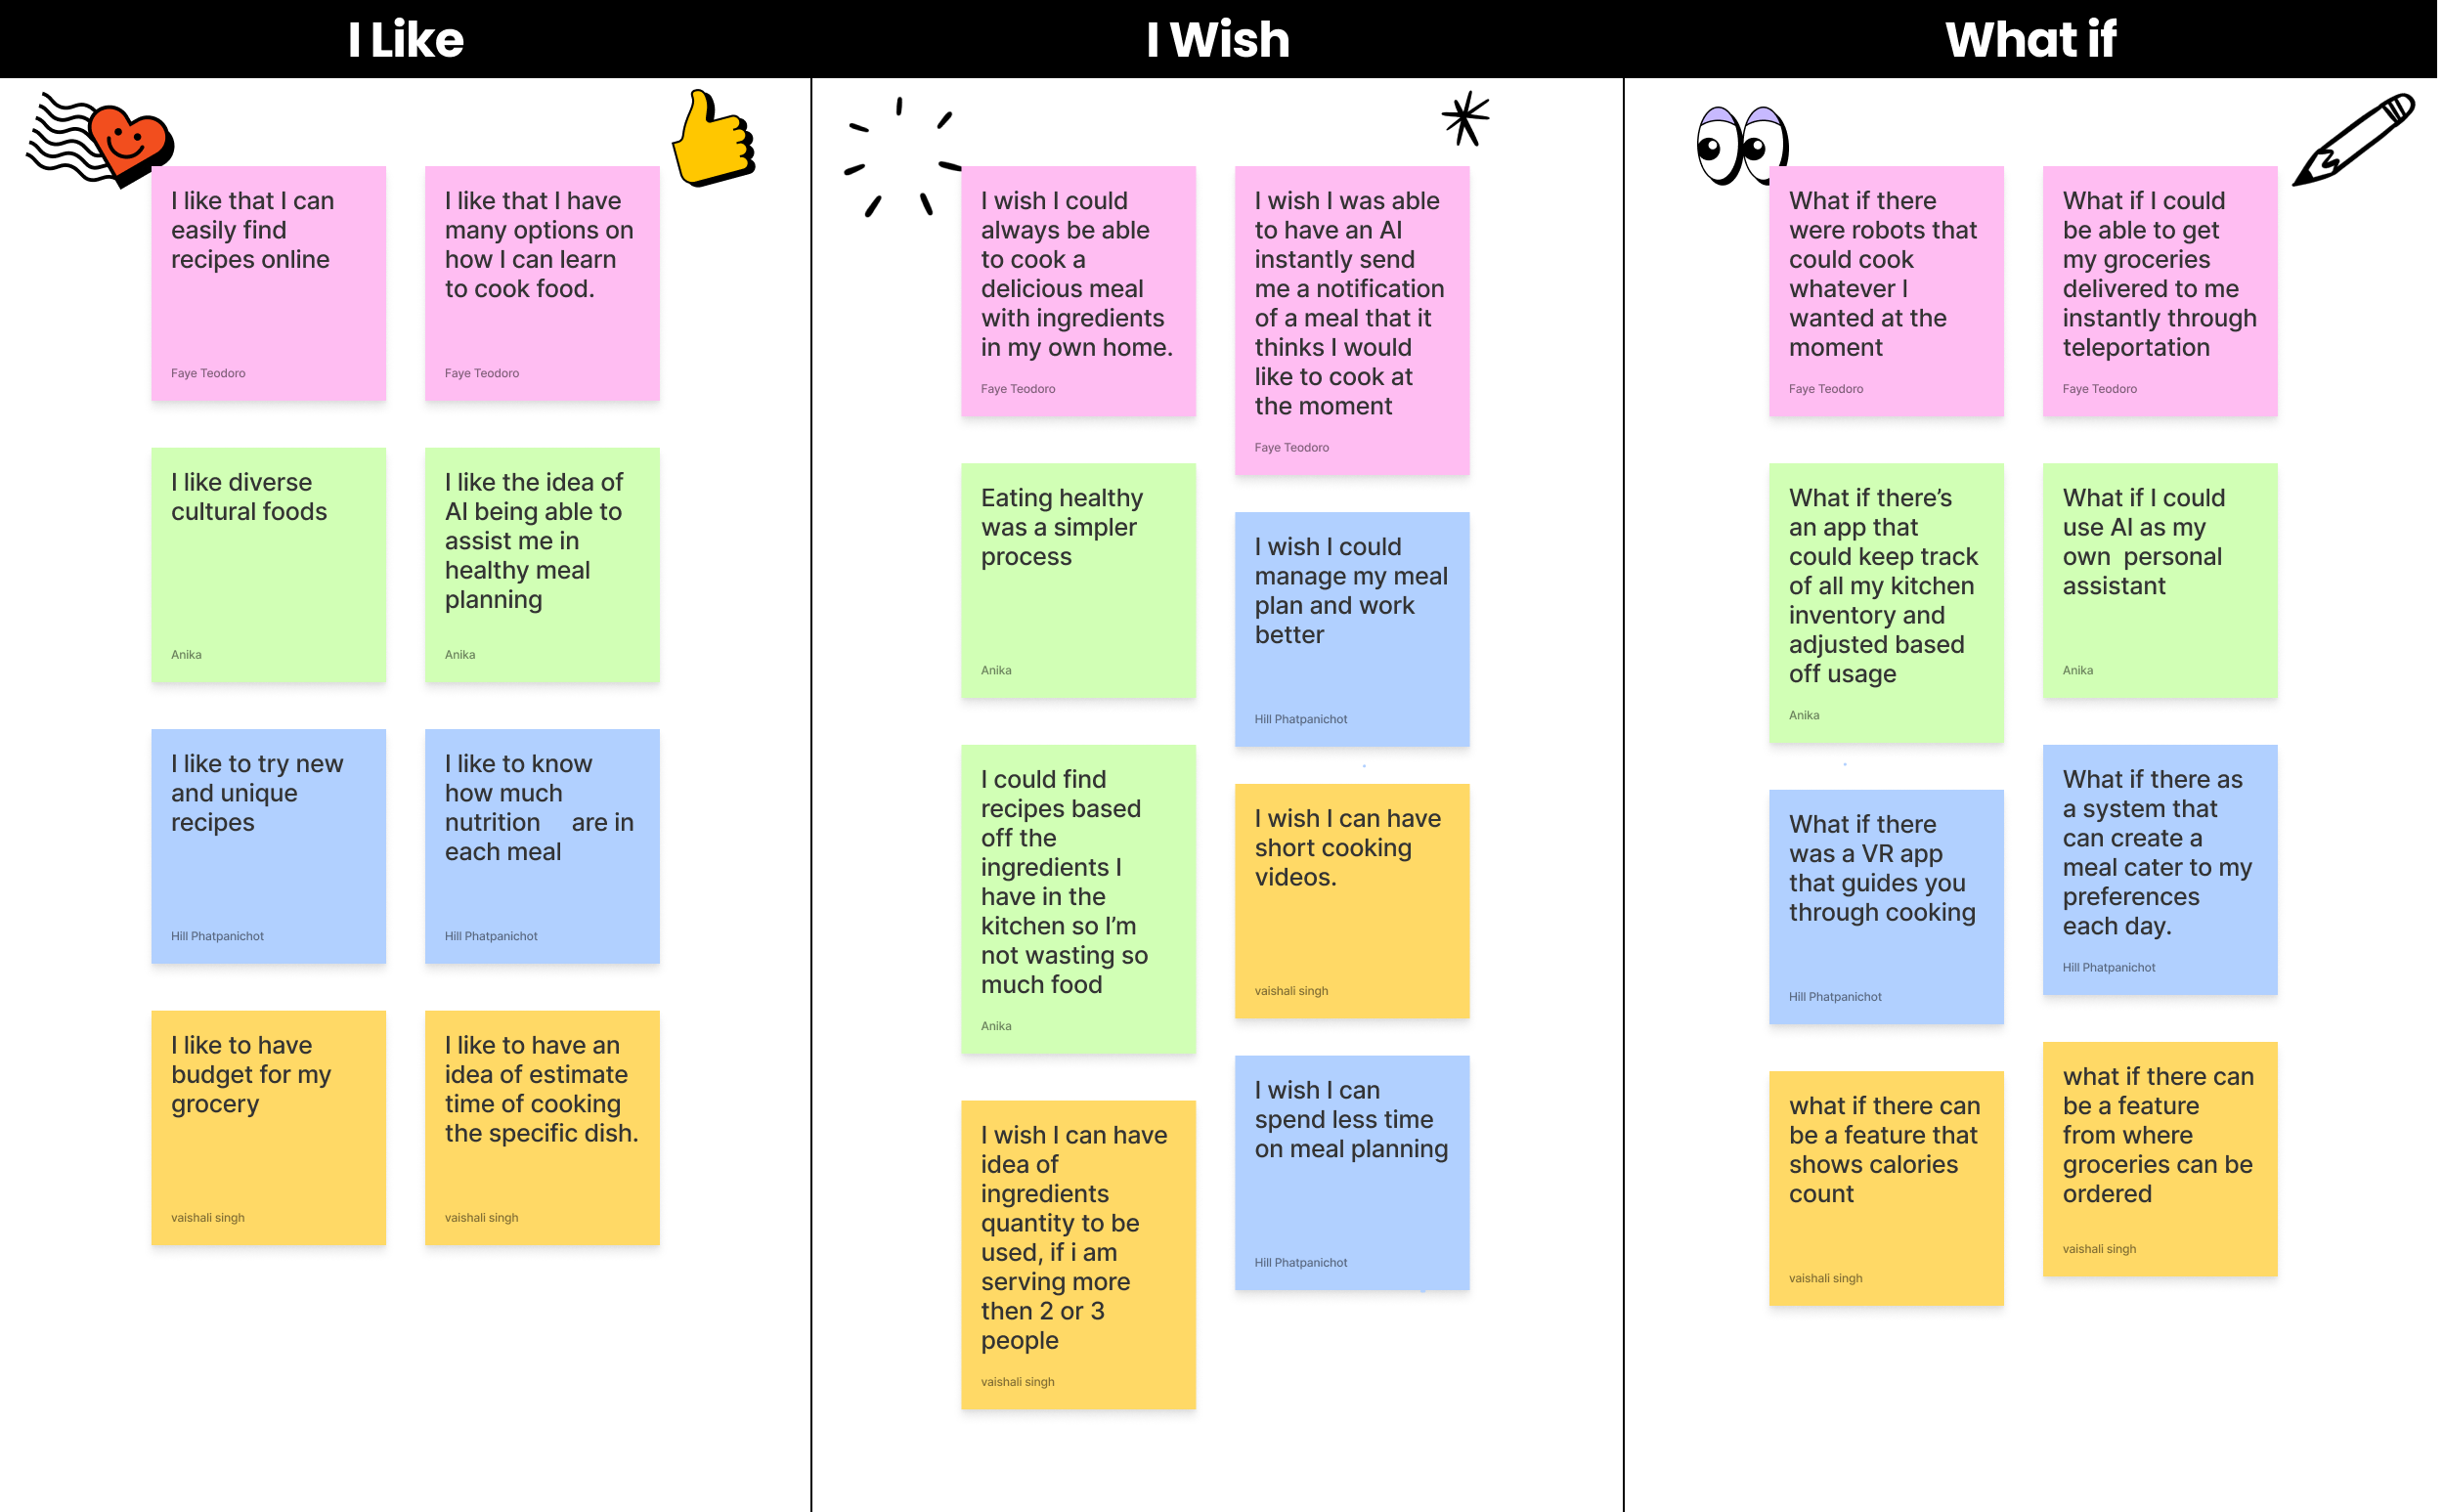 I Like
I Wish
What if
I like that I can
easily find
recipes online
Faye Teodoro
I like that I have
many options on
how I can learn
to cook food.
Faye Teodoro
I like diverse
cultural foods
Anika
I like the idea of
AI being able to
assist me in
healthy meal
planning
Anika
I like to try new
and unique
recipes
Hill Phatpanichot
I like to know
how much
nutrition    are in
each meal
Hill Phatpanichot
I like to have
budget for my
grocery
vaishali singh
I like to have an
idea of estimate
time of cooking
the specific dish.
vaishali singh
I wish I could
always be able
to cook a
delicious meal
with ingredients
in my own home.
Faye Teodoro
I wish I was able
to have an AI
instantly send
me a notification
of a meal that it
thinks I would
like to cook at
the moment
Faye Teodoro
Eating healthy
was a simpler
process
Anika
I wish I could
manage my meal
plan and work
better
Hill Phatpanichot
I could find
recipes based
off the
ingredients I
have in the
kitchen so I’m
not wasting so
much food
Anika
I wish I can have
short cooking
videos.
vaishali singh
I wish I can have
idea of
ingredients
quantity to be
used, if i am
serving more
then 2 or 3
people
vaishali singh
I wish I can
spend less time
on meal planning
Hill Phatpanichot
What if there
were robots that
could cook
whatever I
wanted at the
moment
Faye Teodoro
What if I could
be able to get
my groceries
delivered to me
instantly through
teleportation
Faye Teodoro
What if there’s
an app that
could keep track
of all my kitchen
inventory and
adjusted based
off usage
Anika
What if I could
use AI as my
own  personal
assistant
Anika
What if there
was a VR app
that guides you
through cooking
Hill Phatpanichot
What if there as
a system that
can create a
meal cater to my
preferences
each day.
Hill Phatpanichot
what if there can
be a feature that
shows calories
count
vaishali singh
what if there can
be a feature
from where
groceries can be
ordered
vaishali singh